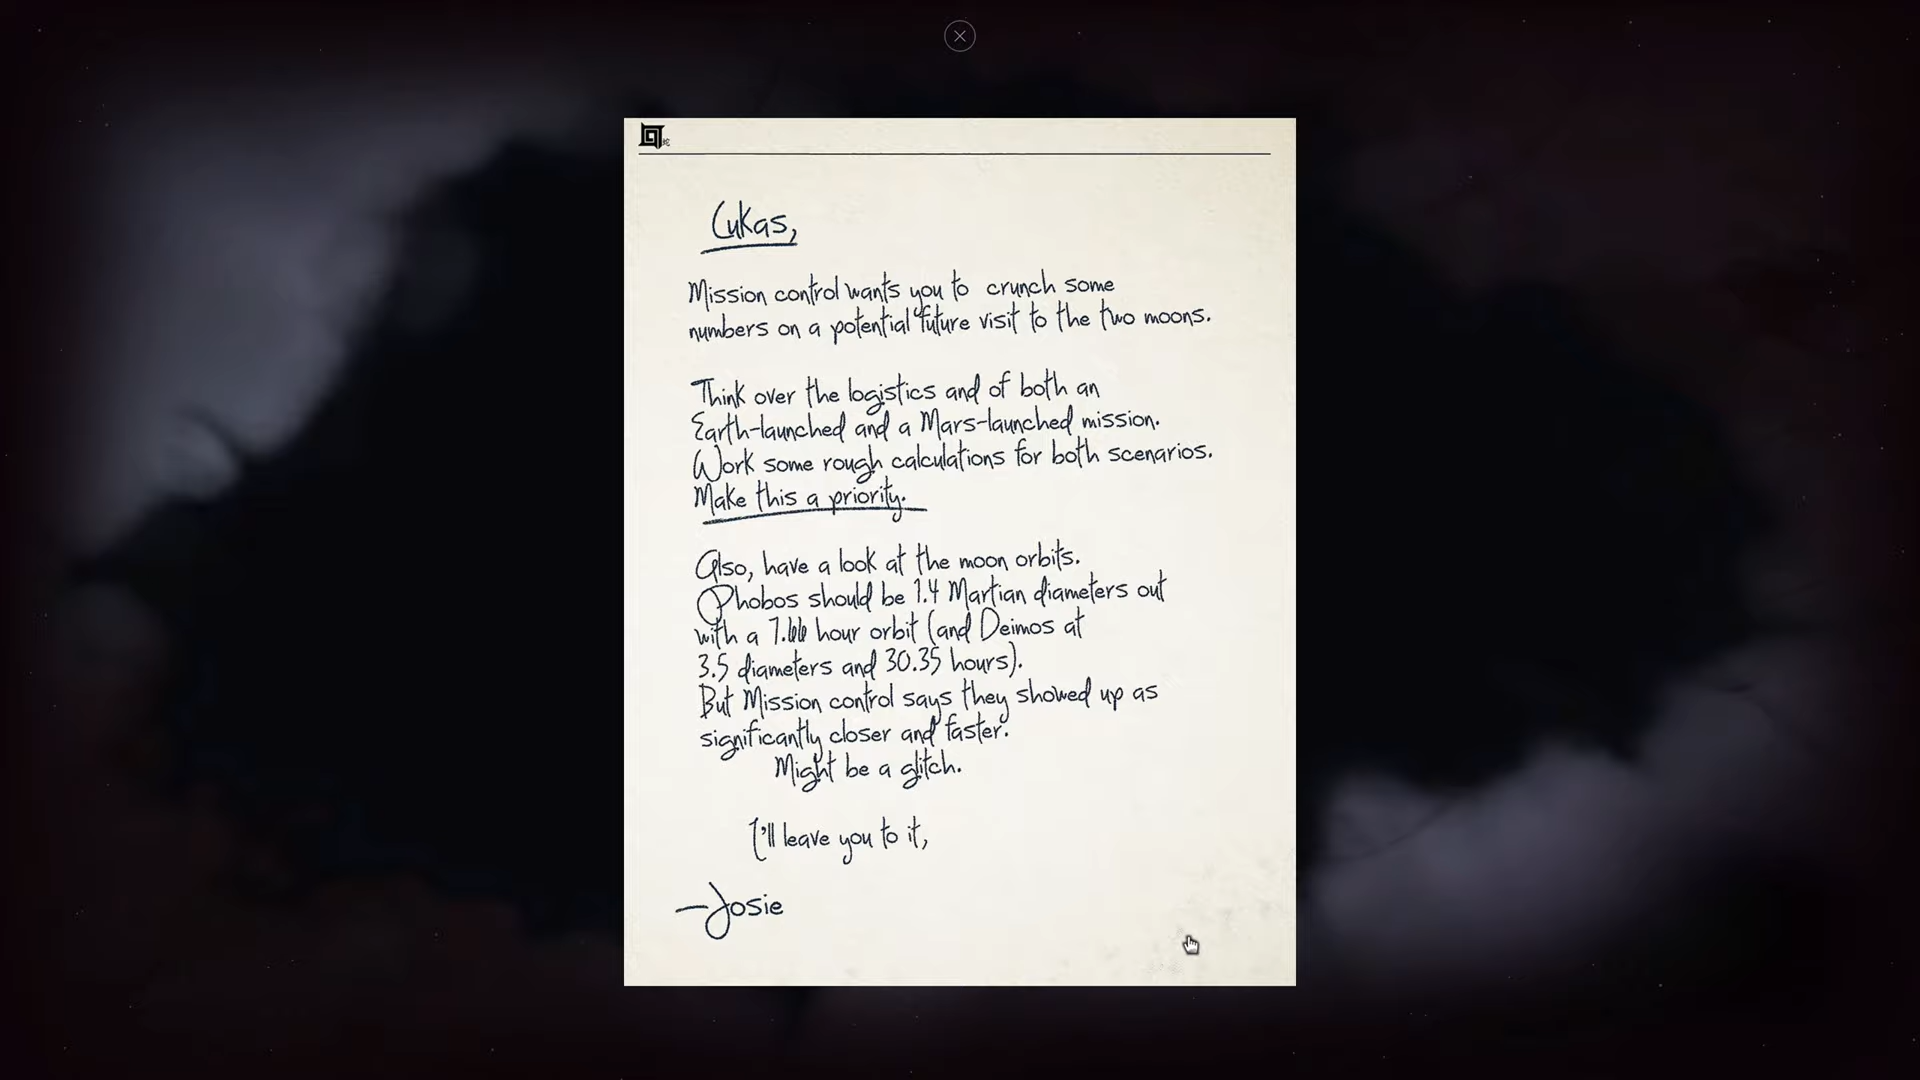 Lukas,
Mission control wants you to crunch some
numbers on a potential future visit to the two moons.
Think over the logistics and of both an
Earth-launched and a Mars-launched mission.
Work some rough calculations for both scenarios.
Make this a priority.
Also, have a look at the moon orbits.
Phobos should be 1.4 Martian diameters out
with a 7.66 hour orbit (and Deimos at
3.5 diameters and 30.35 hours).
But Mission control says they showed up as
significantly closer and faster.
Might be a glitch.
I'll leave you to it,
—Josie